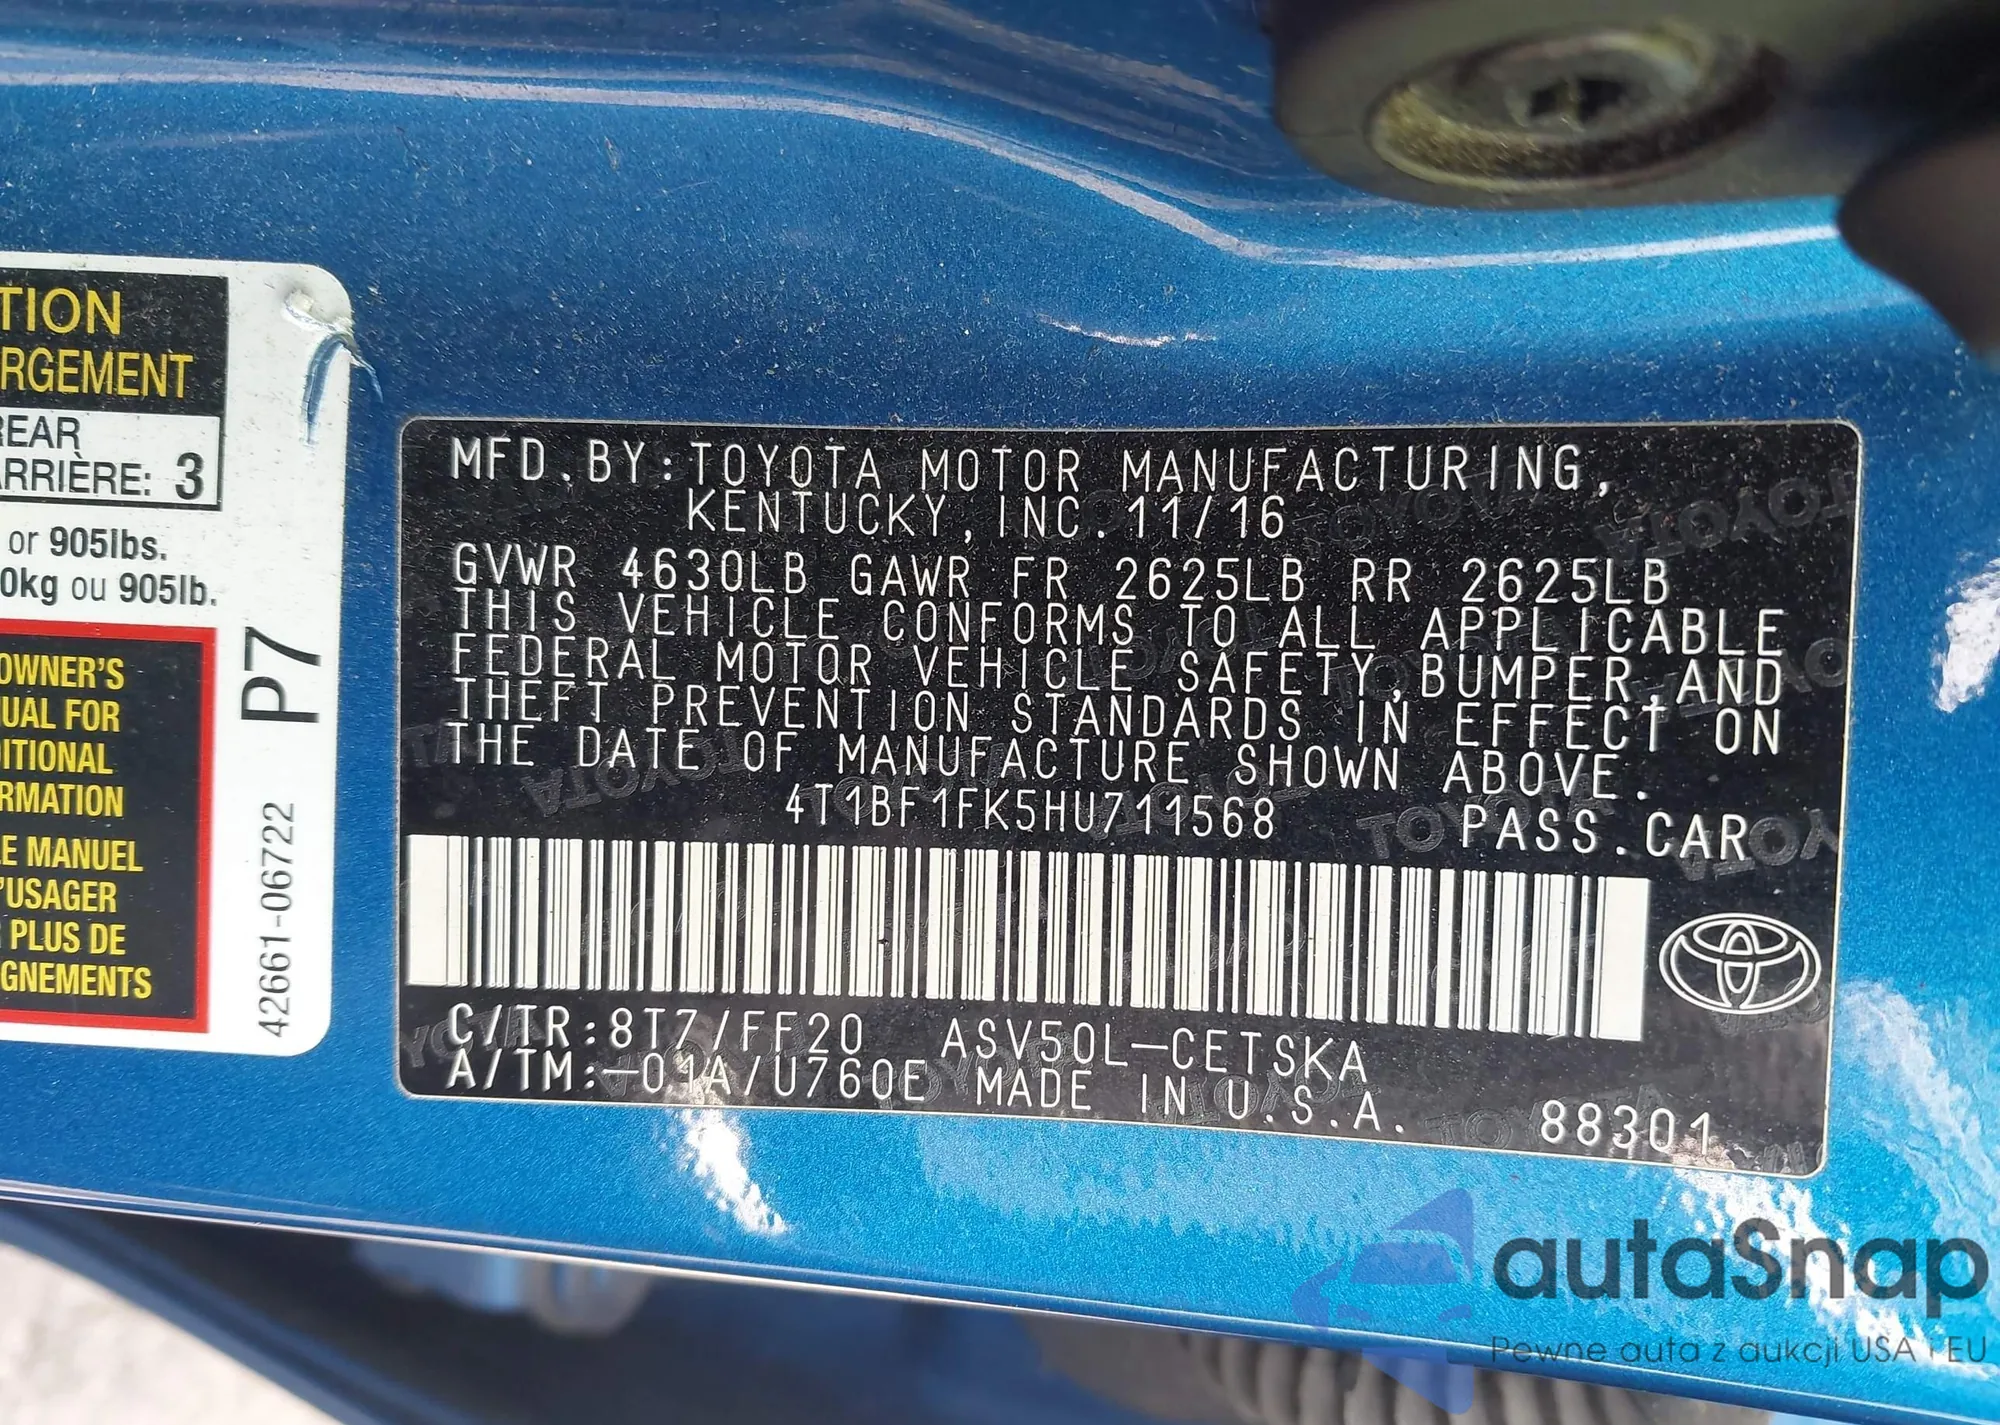 TION
RGEMENT
REAR
ARRIÈRE: 3
or 905lbs.
0kg ou 905lb.
OWNER'S
UAL FOR
DITIONAL
RMATION
E MANUEL
'USAGER
PLUS DE
GNEMENTS
P7
42661-06722
MFD.BY:TOYOTA MOTOR MANUFACTURING,
KENTUCKY,INC.11/16
GVWR 4630LB GAWR FR 2625LB RR 2625LB
THIS VEHICLE CONFORMS TO ALL APPLICABLE
FEDERAL MOTOR VEHICLE SAFETY,BUMPER,AND
THEFT PREVENTION STANDARDS IN EFFECT ON
THE DATE OF MANUFACTURE SHOWN ABOVE.
4T1BF1FK5HU711568 PASS.CAR
C/TR:8T7/FF20 ASV50L-CETSKA
A/TM:-01A/U760E MADE IN U.S.A.
88301
autaSnap
Pewne auta z aukcji USA i EU